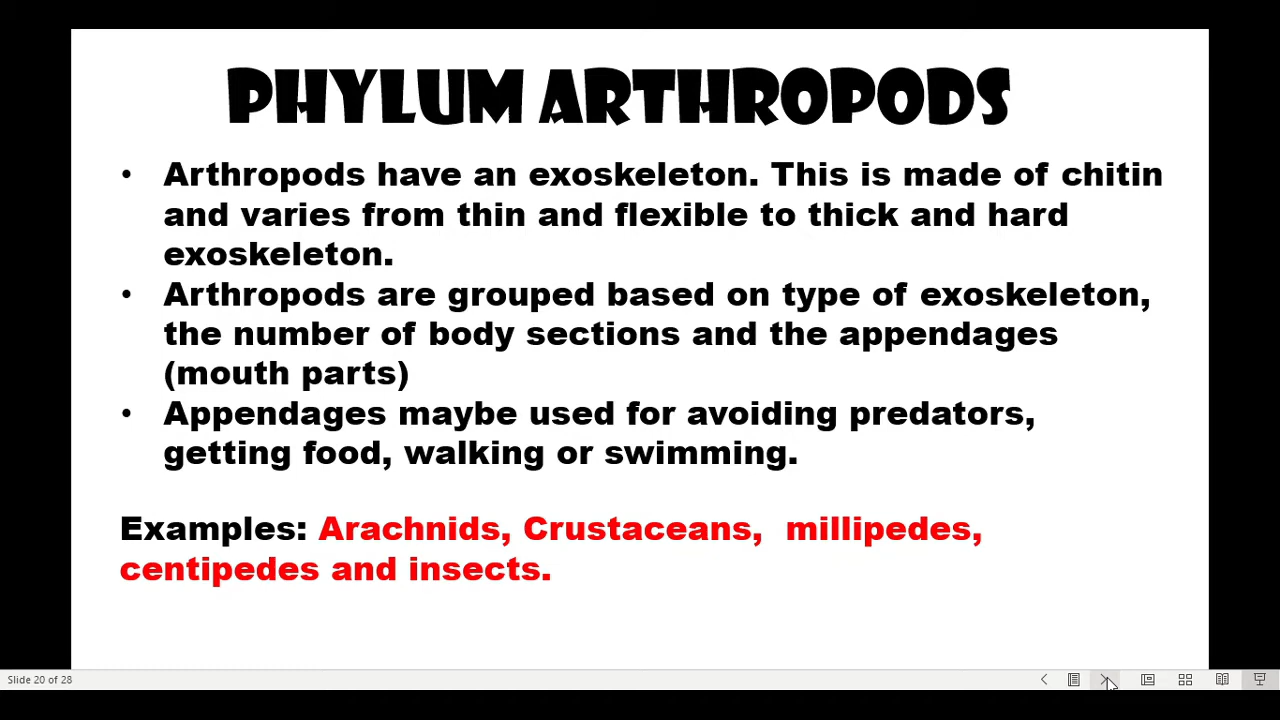 PHYLUM ARTHROPODS
• Arthropods have an exoskeleton. This is made of chitin
and varies from thin and flexible to thick and hard
exoskeleton.
• Arthropods are grouped based on type of exoskeleton,
the number of body sections and the appendages
(mouth parts)
• Appendages maybe used for avoiding predators,
getting food, walking or swimming.
Examples: Arachnids, Crustaceans,  millipedes,
centipedes and insects.
Slide 20 of 28